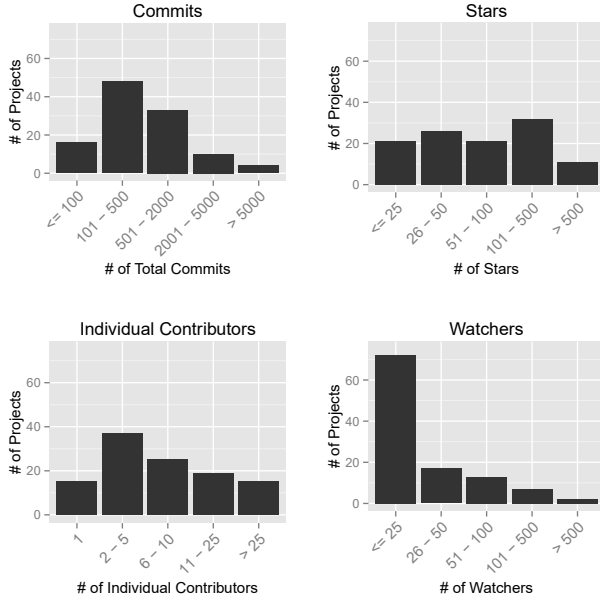 Commits
# of Projects
60
40
20
0
<= 100
101 − 500
501 − 2000
2001 − 5000
> 5000
# of Total Commits
Stars
# of Projects
60
40
20
0
<= 25
26 − 50
51 − 100
101 − 500
> 500
# of Stars
Individual Contributors
# of Projects
60
40
20
0
1
2 − 5
6 − 10
11 − 25
> 25
# of Individual Contributors
Watchers
# of Projects
60
40
20
0
<= 25
26 − 50
51 − 100
101 − 500
> 500
# of Watchers